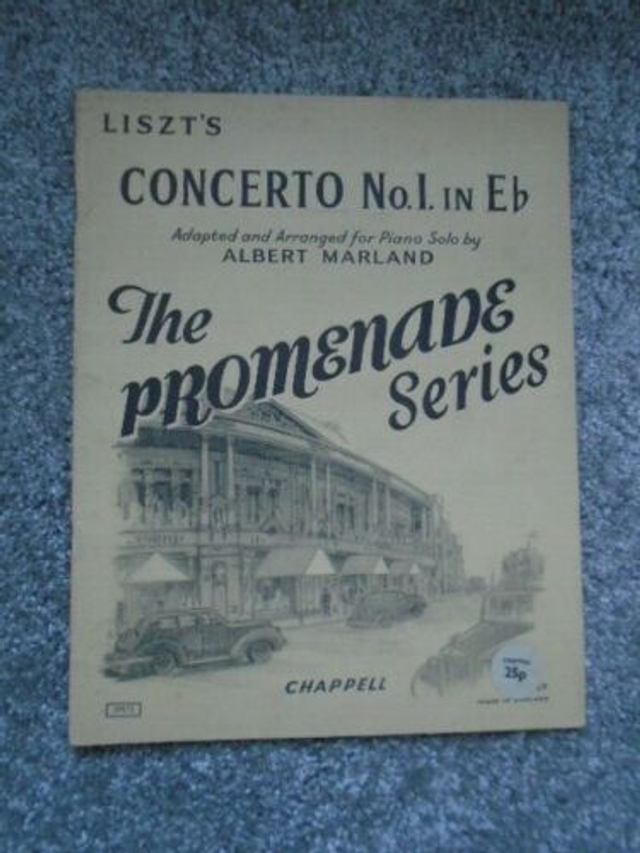 LISZT'S
CONCERTO No.1. IN E♭
Adapted and Arranged for Piano Solo by
ALBERT MARLAND
The
PROMENADE
Series
CHAPPELL
25p